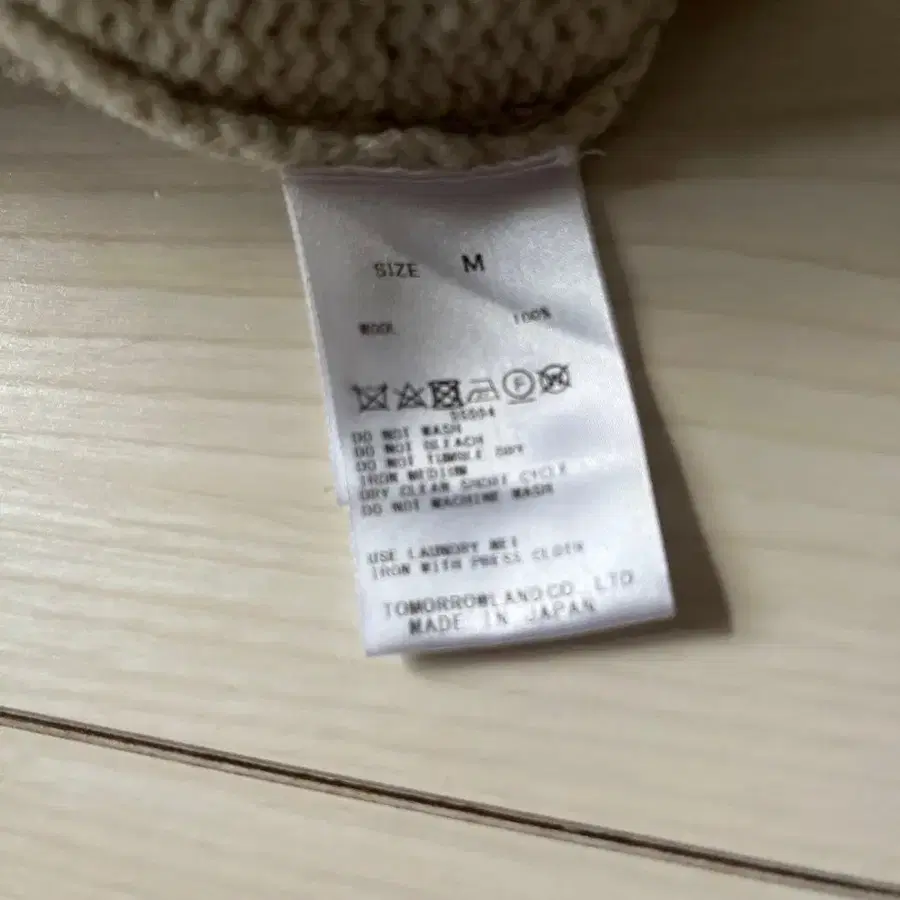 SIZE M
WOOL 100%
DO NOT WASH
DO NOT BLEACH
DO NOT TUMBLE DRY
IRON MEDIUM
DRY CLEAN SHORT CYCLE
DO NOT MACHINE WASH
USE LAUNDRY NET
IRON WITH PRESS CLOTH
TOMORROWLAND CO. LTD
MADE IN JAPAN